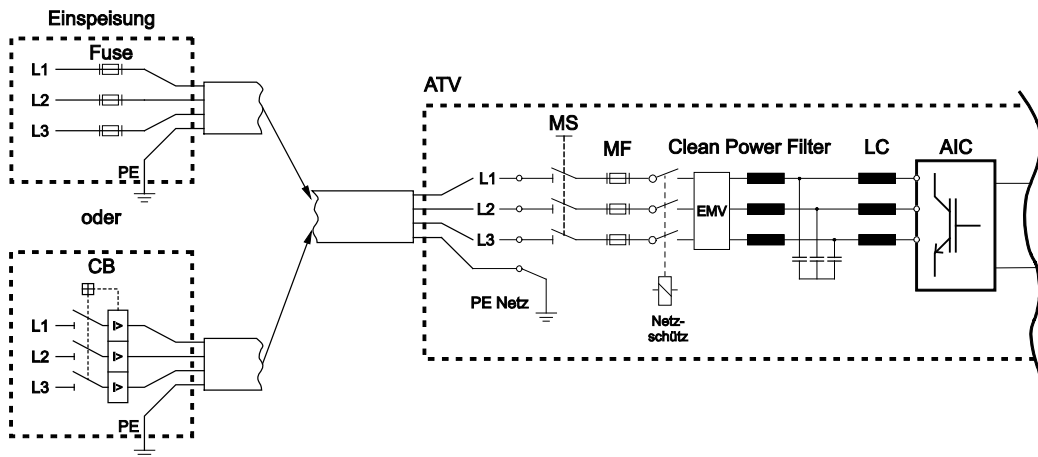 Einspeisung
Fuse
L1
L2
L3
PE
oder
CB
L1
I>
L2
I>
L3
I>
PE
ATV
MS
MF
Clean Power Filter
LC
AIC
L1
L2
L3
EMV
PE Netz
Netz-
schütz